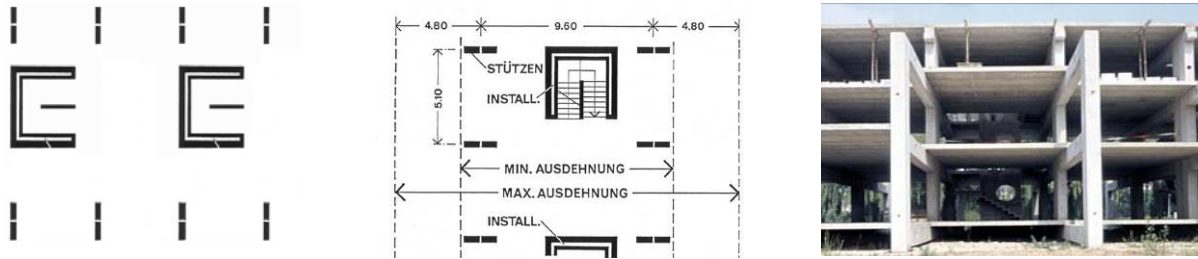 4.80 9.60 4.80
STÜTZEN
INSTALL.
5.10
MIN. AUSDEHNUNG
MAX. AUSDEHNUNG
INSTALL.